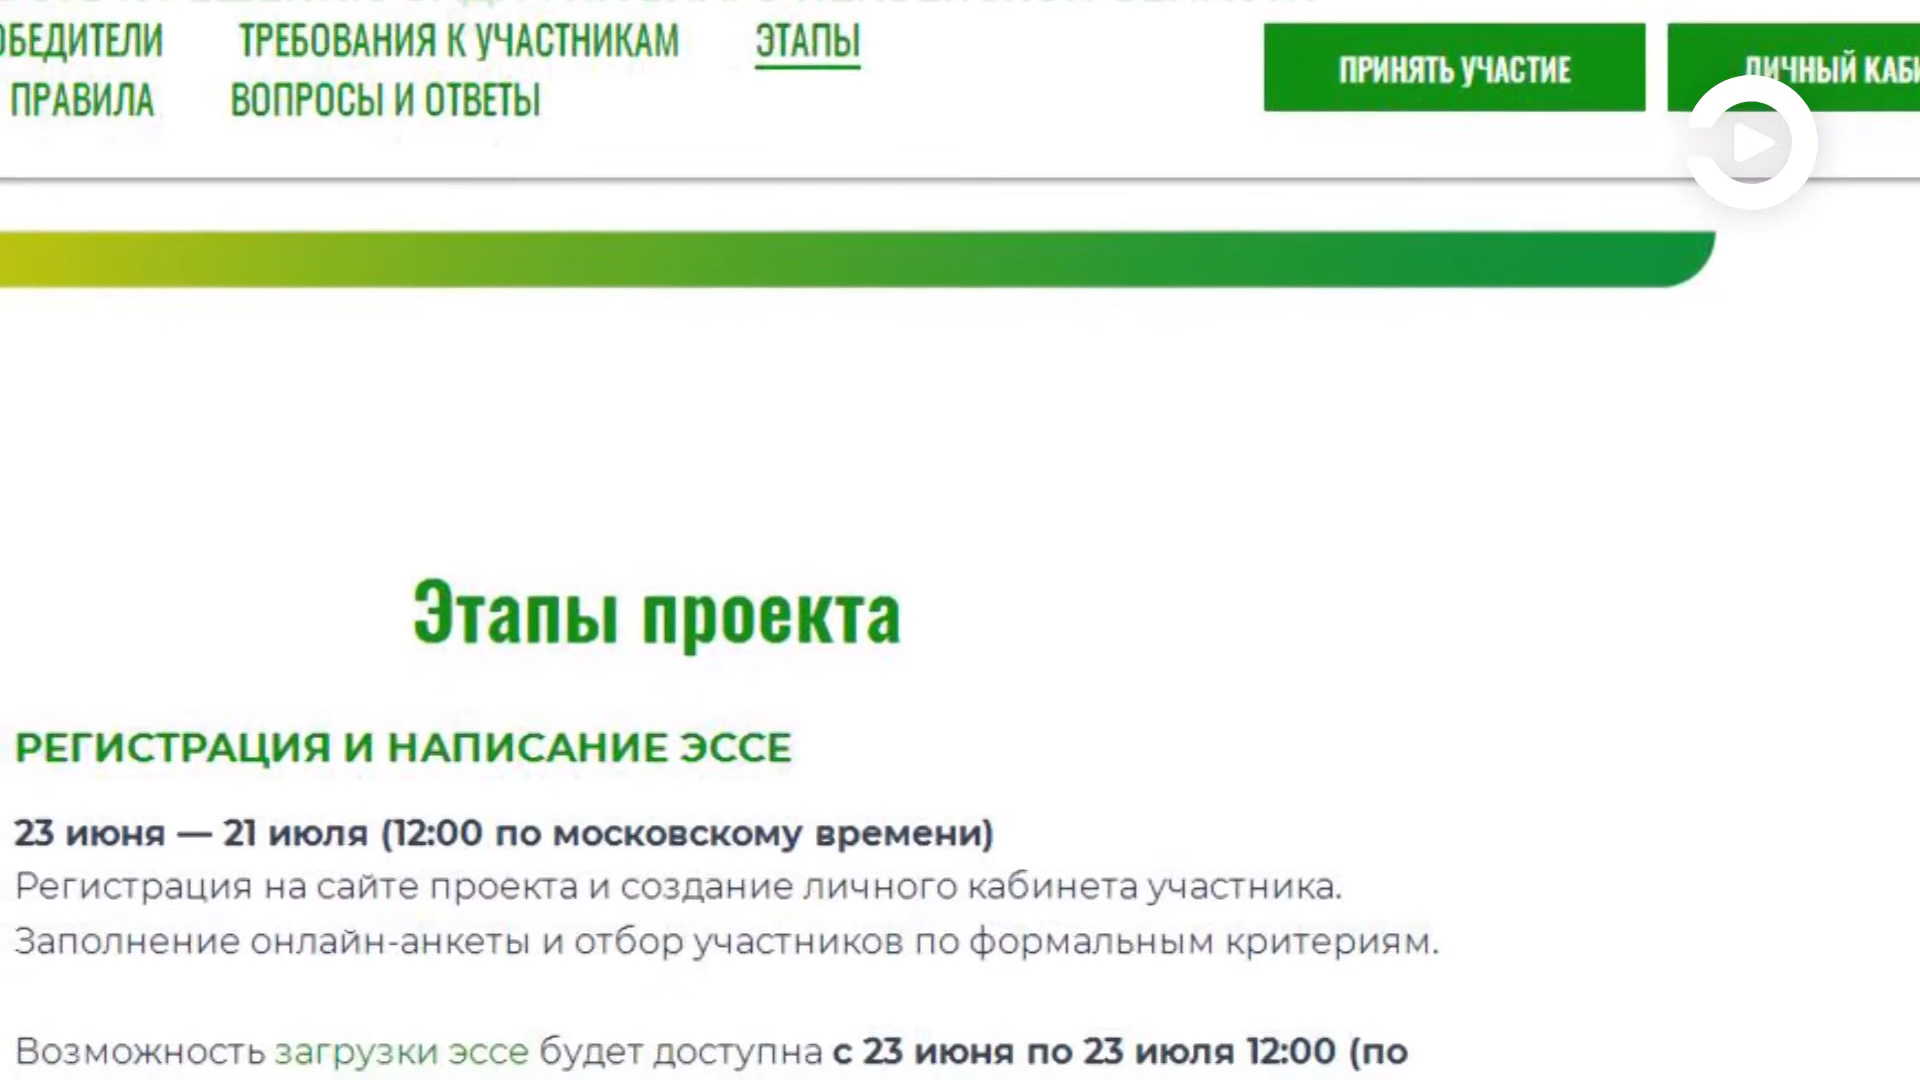 ТРЕБОВАНИЯ К УЧАСТНИКАМ ЭТАПЫ
ПРИНЯТЬ УЧАСТИЕ ЛИЧНЫЙ
ПРАВИЛА ВОПРОСЫ И ОТВЕТЫ
Этапы проекта
РЕГИСТРАЦИЯ И НАПИСАНИЕ ЭССЕ
23 июня — 21 июля (12:00 по московскому времени)
Регистрация на сайте проекта и создание личного кабинета участника.
Заполнение онлайн-анкеты и отбор участников по формальным критериям.
Возможность загрузки эссе будет доступна с 23 июня по 23 июля 12:00 (по